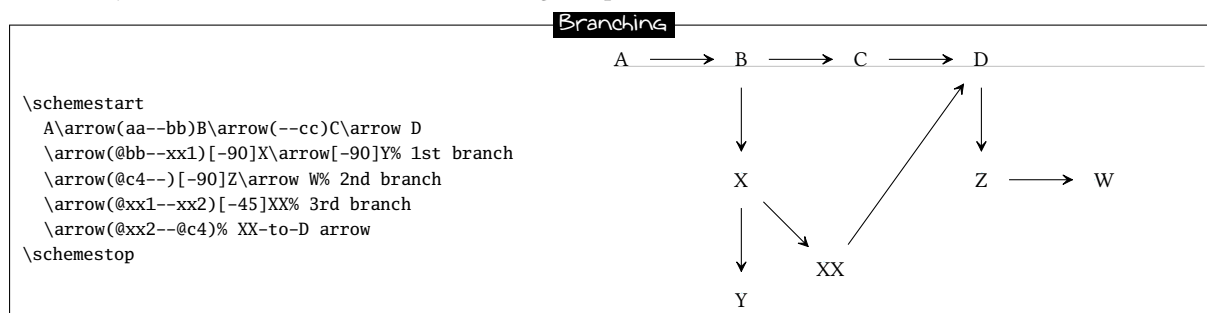 Branching
\schemestart
A\arrow(aa--bb)B\arrow(--cc)C\arrow D
\arrow(@bb--xx1)[-90]X\arrow[-90]Y% 1st branch
\arrow(@c4--)[-90]Z\arrow W% 2nd branch
\arrow(@xx1--xx2)[-45]XX% 3rd branch
\arrow(@xx2--@c4)% XX-to-D arrow
\schemestop
A B C D
X Z W
XX
Y